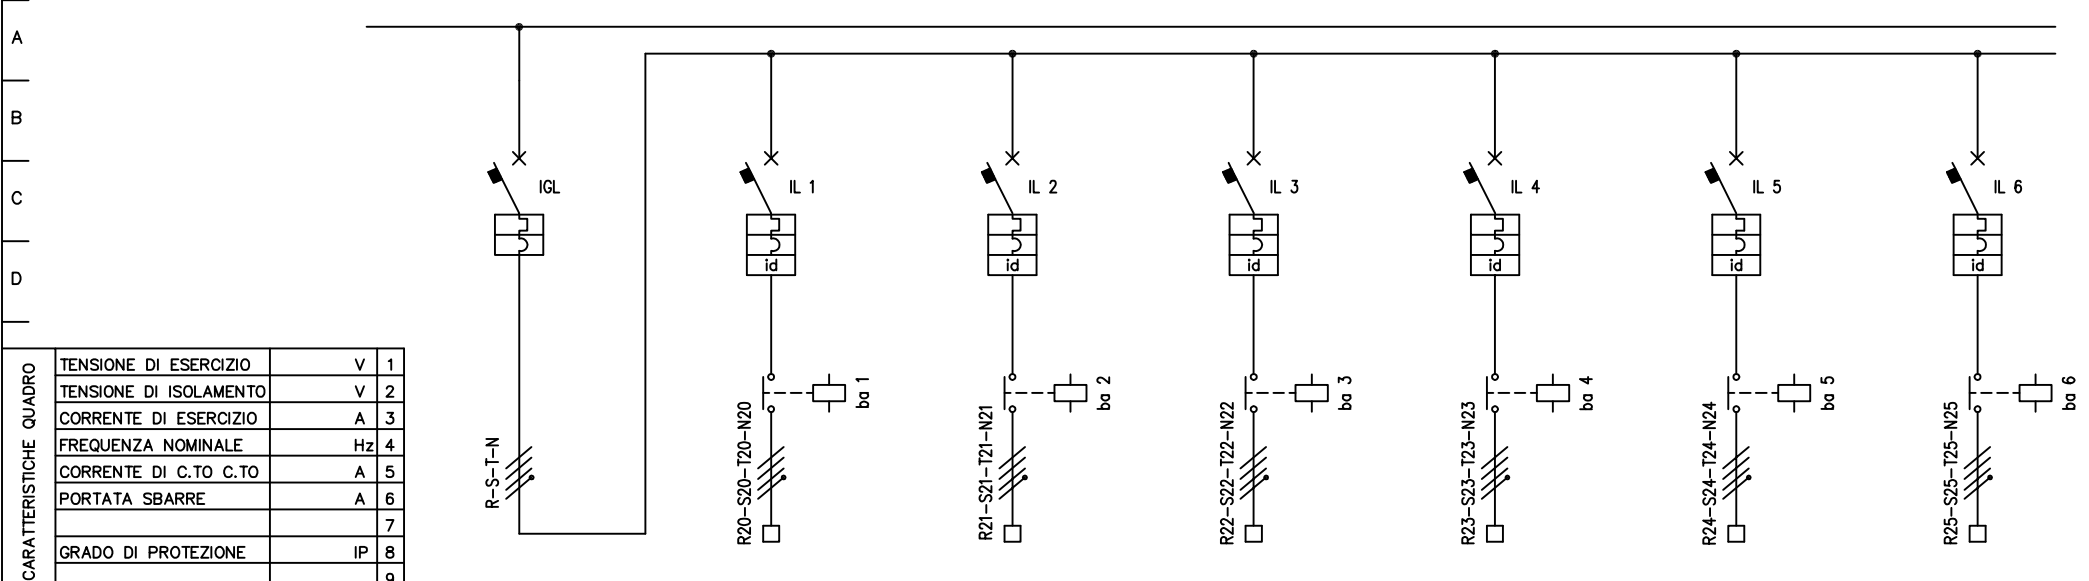 A
B
C
D
IGL
IL 1
IL 2
IL 3
IL 4
IL 5
IL 6
id
id
id
id
id
id
ba 1
ba 2
ba 3
ba 4
ba 5
ba 6
R-S-T-N
R20-S20-T20-N20
R21-S21-T21-N21
R22-S22-T22-N22
R23-S23-T23-N23
R24-S24-T24-N24
R25-S25-T25-N25
CARATTERISTICHE QUADRO
TENSIONE DI ESERCIZIO V 1
TENSIONE DI ISOLAMENTO V 2
CORRENTE DI ESERCIZIO A 3
FREQUENZA NOMINALE Hz 4
CORRENTE DI C.TO C.TO A 5
PORTATA SBARRE A 6
7
GRADO DI PROTEZIONE IP 8
9